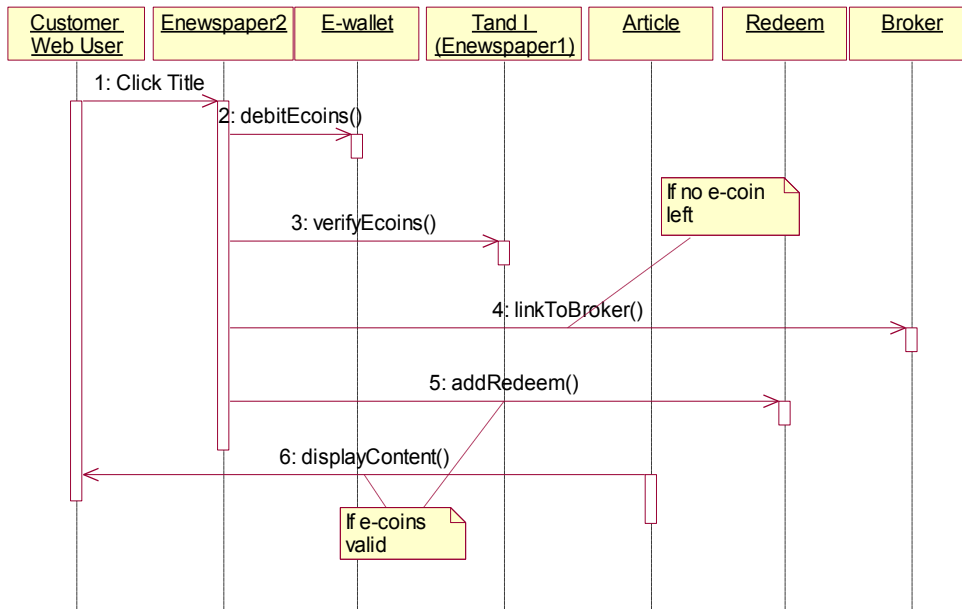 Customer
Web User
Enewspaper2
E-wallet
Tand I
(Enewspaper1)
Article
Redeem
Broker
1: Click Title
2: debitEcoins()
If no e-coin
left
3: verifyEcoins()
4: linkToBroker()
5: addRedeem()
6: displayContent()
If e-coins
valid